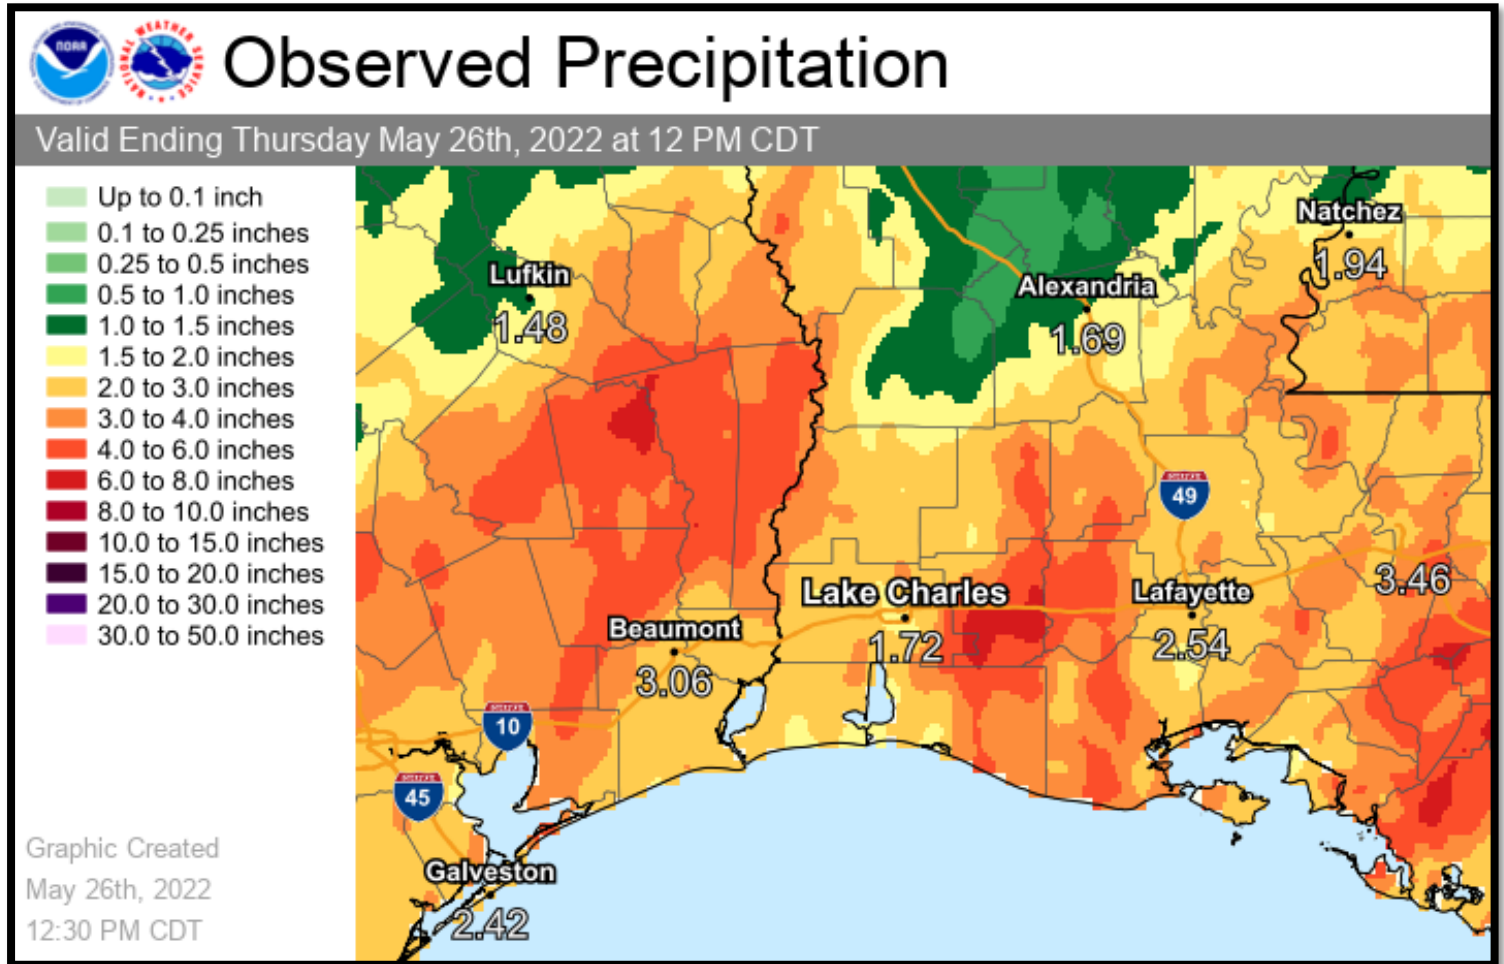 NOAA
NATIONAL WEATHER SERVICE
Observed Precipitation
Valid Ending Thursday May 26th, 2022 at 12 PM CDT
Up to 0.1 inch
0.1 to 0.25 inches
0.25 to 0.5 inches
0.5 to 1.0 inches
1.0 to 1.5 inches
1.5 to 2.0 inches
2.0 to 3.0 inches
3.0 to 4.0 inches
4.0 to 6.0 inches
6.0 to 8.0 inches
8.0 to 10.0 inches
10.0 to 15.0 inches
15.0 to 20.0 inches
20.0 to 30.0 inches
30.0 to 50.0 inches
Graphic Created
May 26th, 2022
12:30 PM CDT
Natchez
1.94
Lufkin
1.48
Alexandria
1.69
49
3.46
Lake Charles
1.72
Lafayette
2.54
Beaumont
3.06
10
45
Galveston
2.42